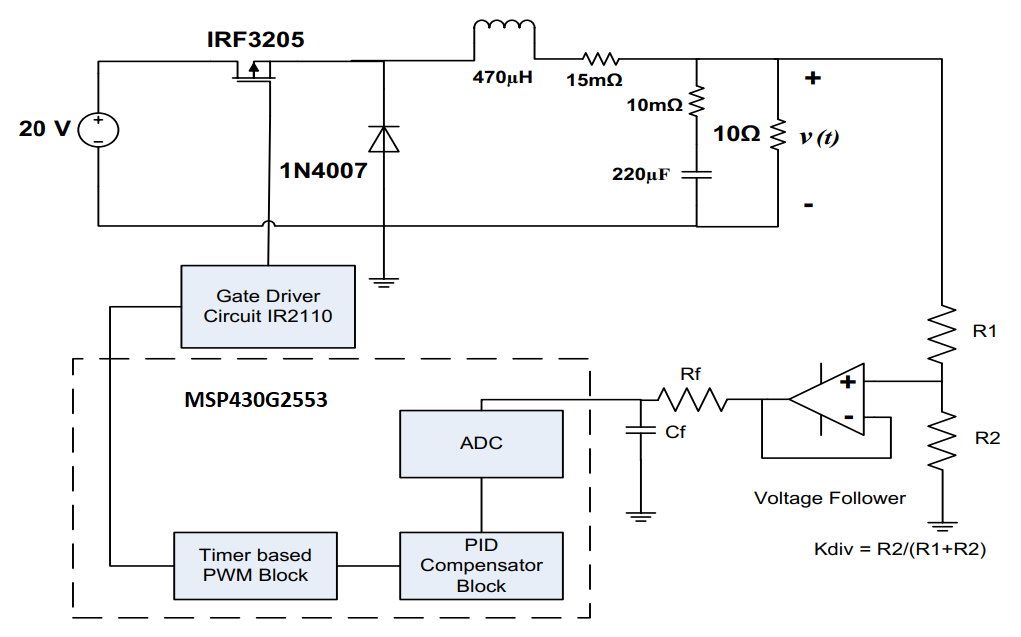 IRF3205
470μH
15mΩ
10mΩ
+
20 V
+
−
10Ω
v (t)
1N4007
220μF
-
Gate Driver
Circuit IR2110
R1
MSP430G2553
Rf
+
-
ADC
Cf
R2
Voltage Follower
Timer based
PWM Block
PID
Compensator
Block
Kdiv = R2/(R1+R2)